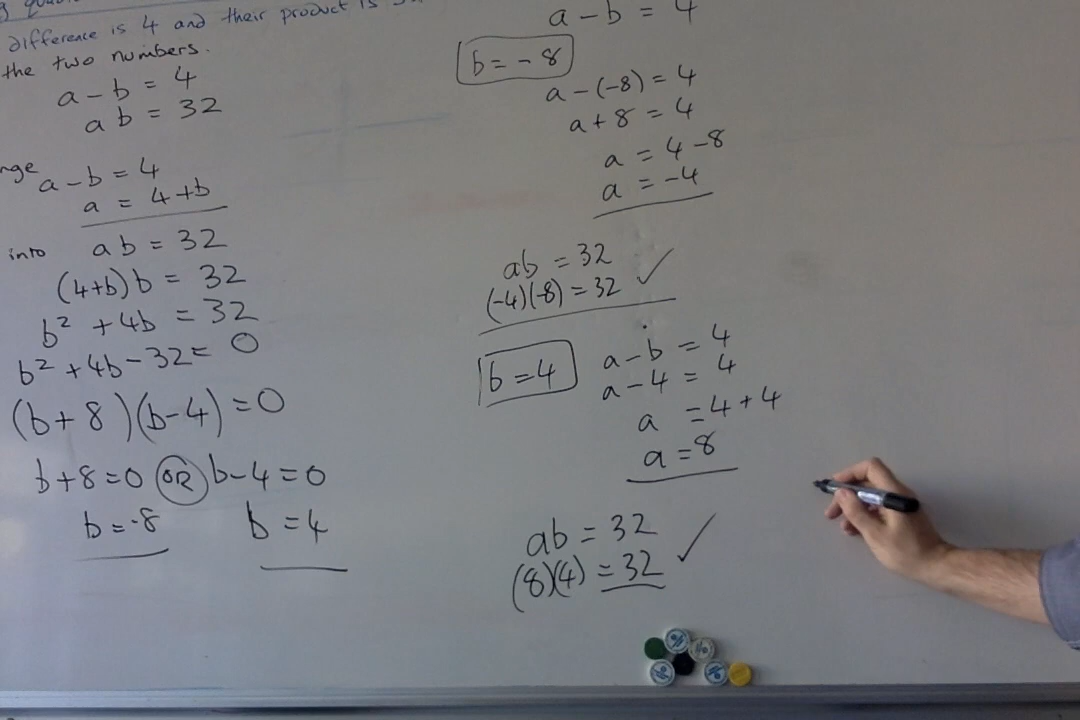 difference is 4 and their product is
the two numbers.
a - b = 4
ab = 32
a - b = 4
a = 4 + b
into ab = 32
(4+b)b = 32
b² + 4b = 32
b² + 4b - 32 = 0
(b + 8)(b - 4) = 0
b + 8 = 0 OR b - 4 = 0
b = -8 b = 4
a - b = 4
b = - 8
a - (-8) = 4
a + 8 = 4
a = 4 - 8
a = -4
ab = 32
(-4)(-8) = 32 ✓
b = 4
a - b = 4
a - 4 = 4
a = 4 + 4
a = 8
ab = 32
(8)(4) = 32 ✓